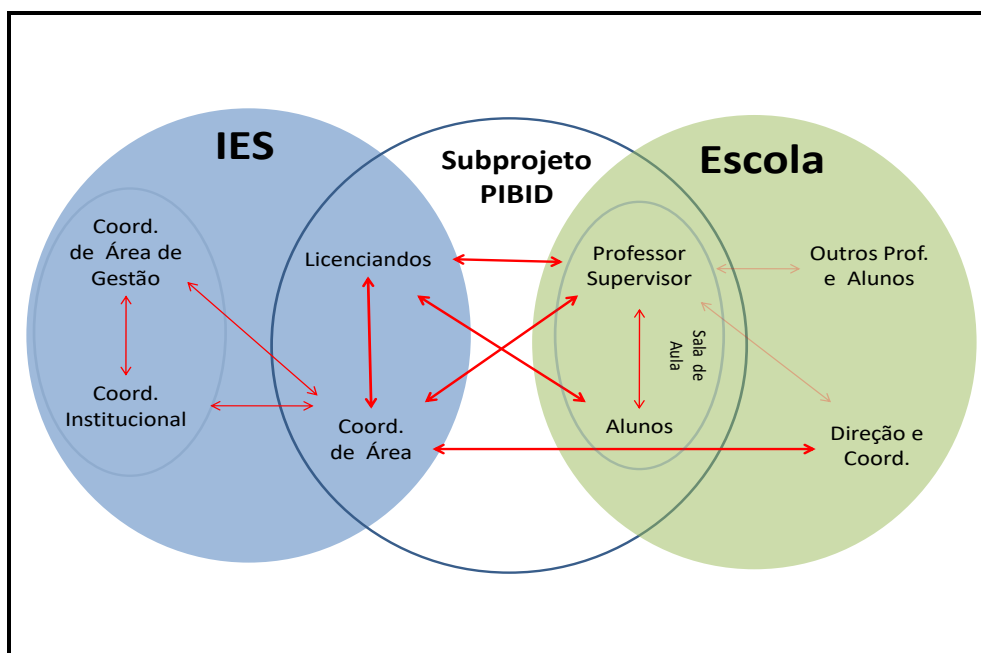 IES
Subprojeto
PIBID
Escola
Coord.
de Área de
Gestão
Licenciandos
Professor
Supervisor
Outros Prof.
e Alunos
Sala de
Aula
Coord.
Institucional
Coord.
de Área
Alunos
Direção e
Coord.